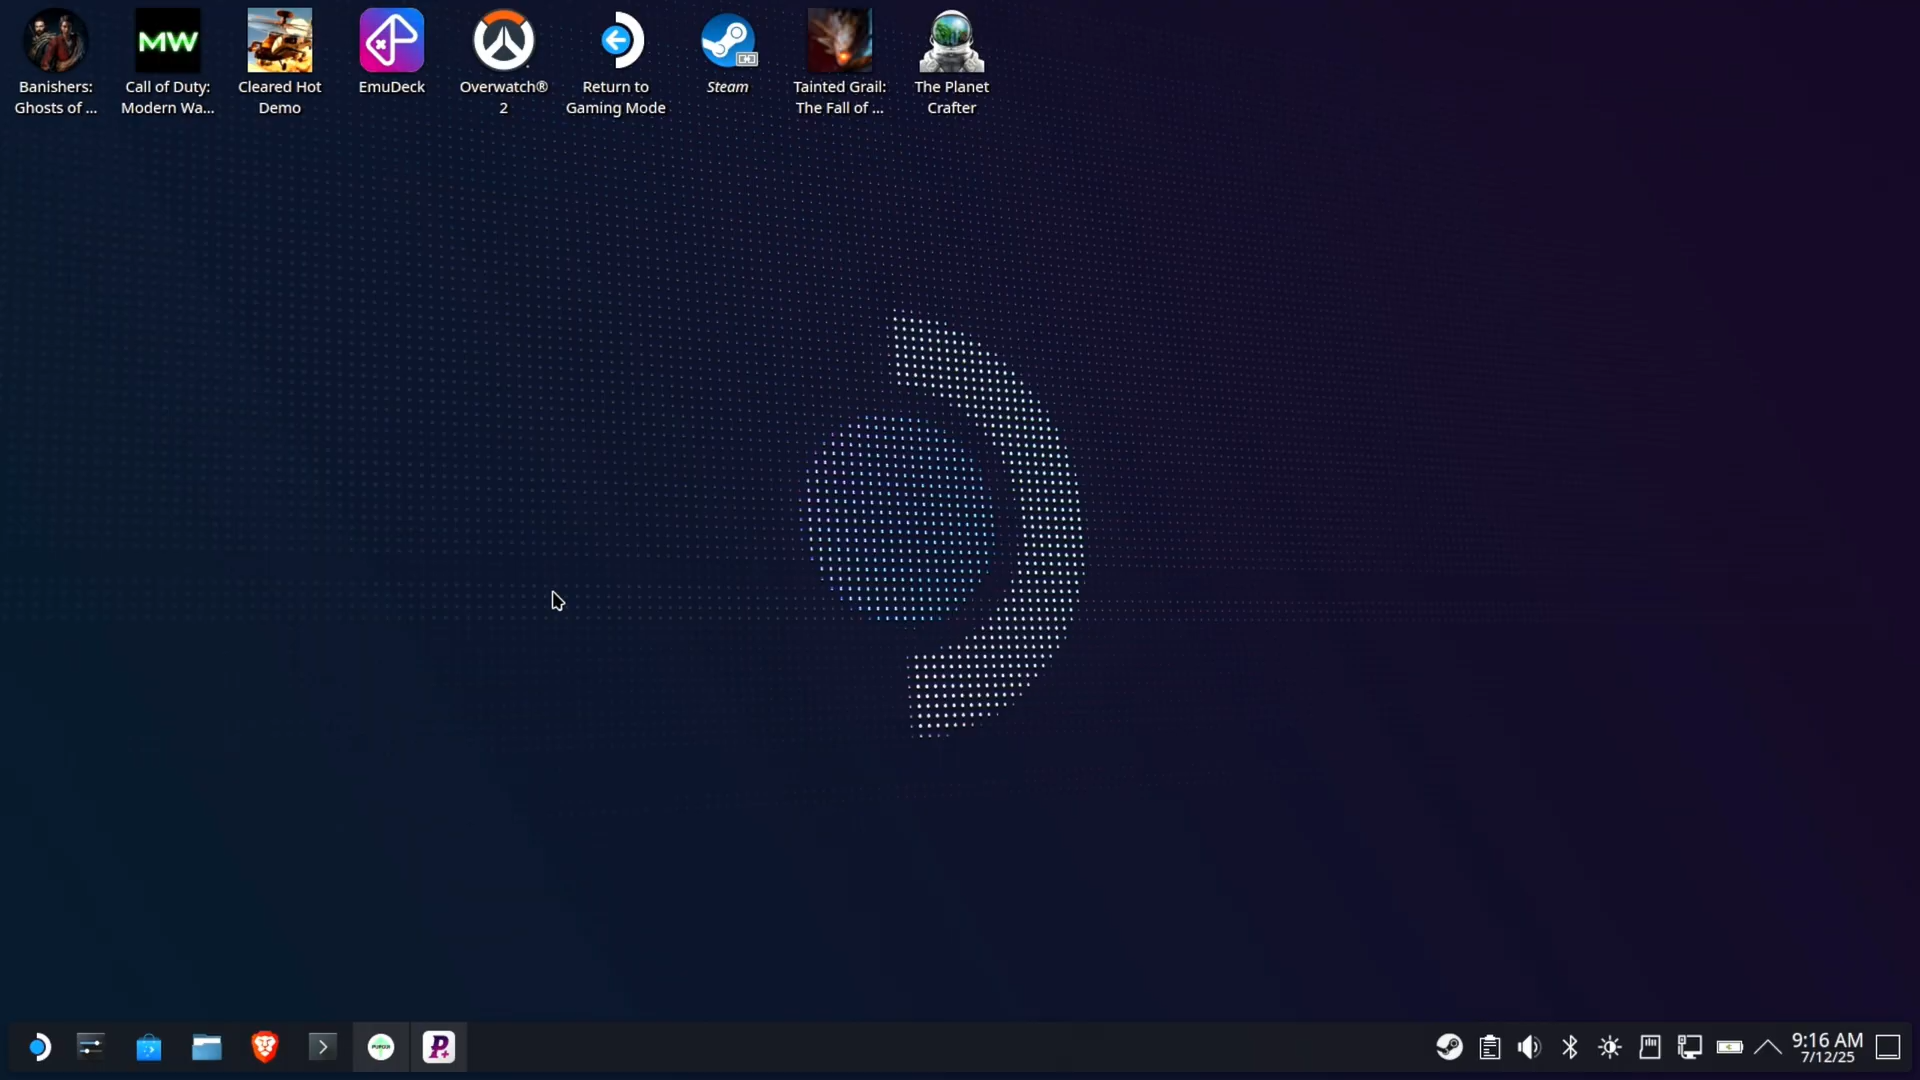 Banishers:
Ghosts of ...
MW
Call of Duty:
Modern Wa...
Cleared Hot
Demo
EmuDeck
Overwatch®
2
Return to
Gaming Mode
Steam
Tainted Grail:
The Fall of ...
The Planet
Crafter
9:16 AM
7/12/25